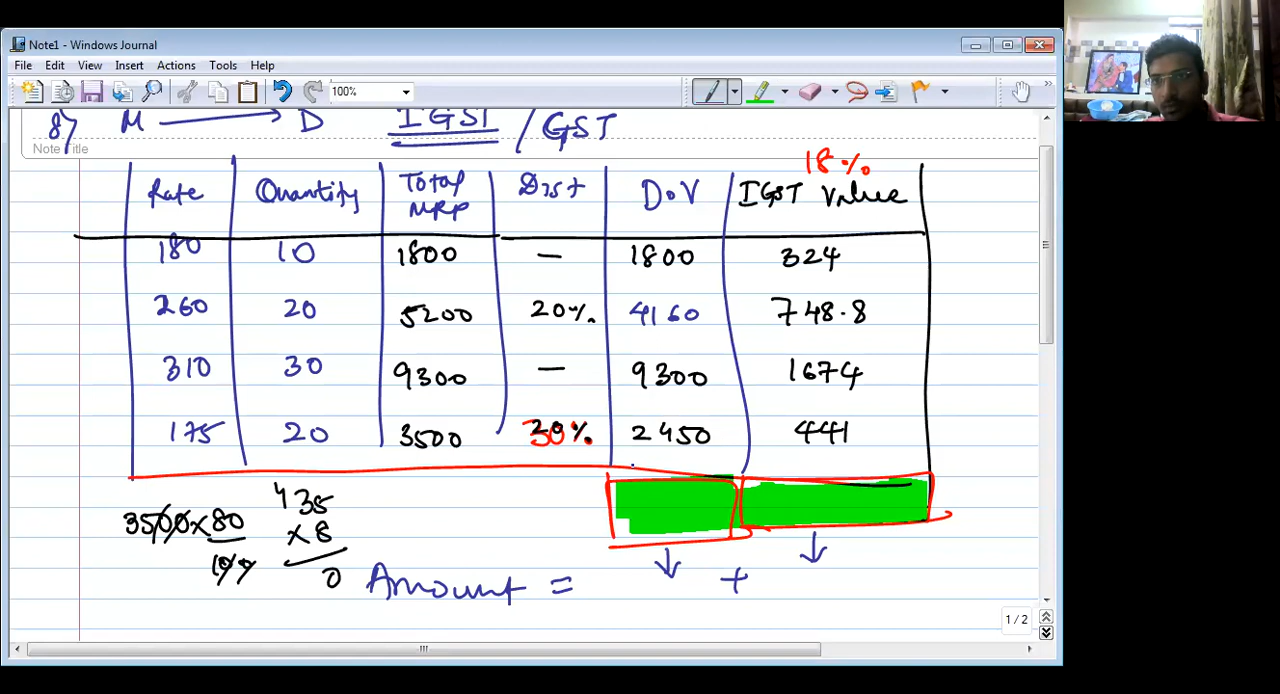 Note1 - Windows Journal
File Edit View Insert Actions Tools Help
100%
8) M → D IGST / GST
Note Title
18%
Rate Quantity Total MRP Dist DoV IGST Value
180 10 1800 — 1800 324
260 20 5200 20% 4160 748.8
310 30 9300 — 9300 1674
175 20 3500 30% 2450 441
3500 x 80
100
435
x 8
0
Amount = +
1 / 2